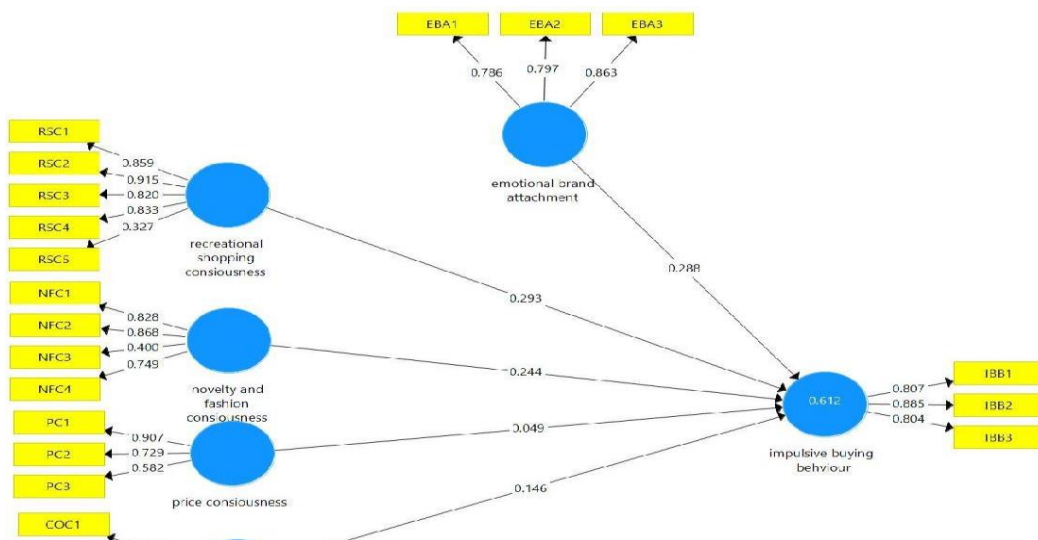 EBA1
EBA2
EBA3
0.786
0.797
0.863
emotional brand
attachment
RSC1
RSC2
RSC3
RSC4
RSC5
0.859
0.915
0.820
0.833
0.327
recreational
shopping
consiousness
0.288
0.293
NFC1
NFC2
NFC3
NFC4
0.828
0.868
0.400
0.749
novelty and
fashion
consiousness
0.244
PC1
PC2
PC3
0.907
0.729
0.582
price consiousness
0.049
0.146
COC1
0.612
impulsive buying
behviour
0.807
0.885
0.804
IBB1
IBB2
IBB3